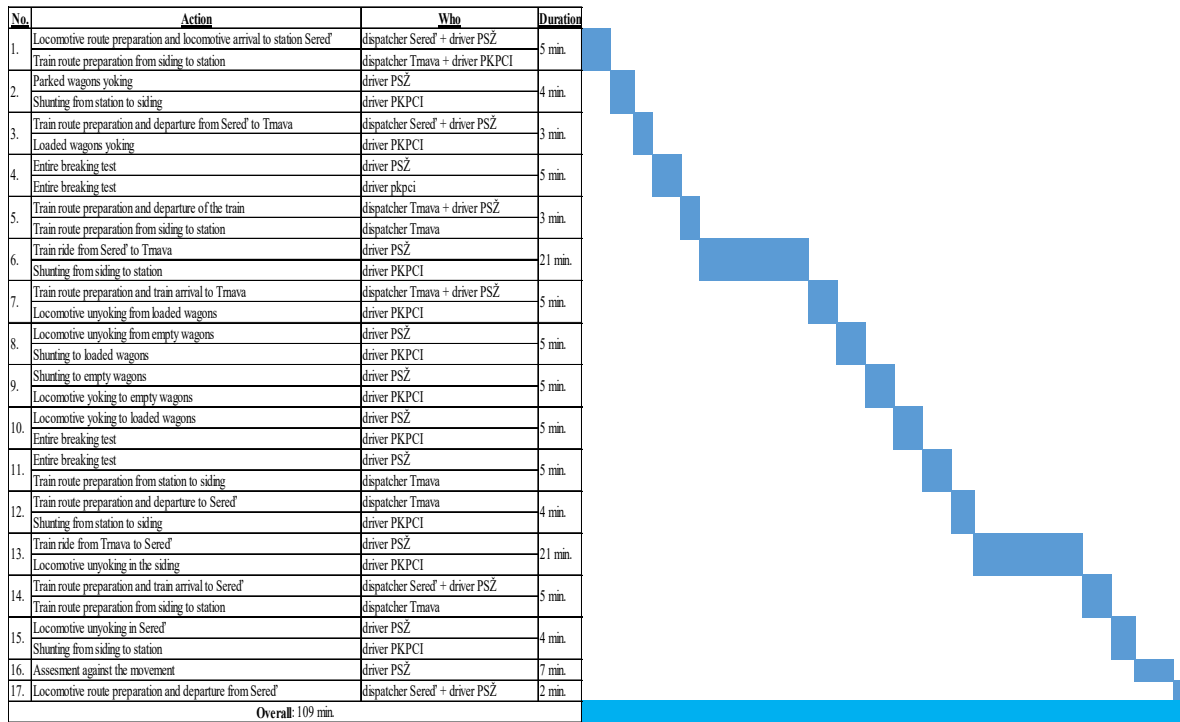 No. Action Who Duration
1. Locomotive route preparation and locomotive arrival to station Sereď dispatcher Sereď + driver PSŽ 5 min.
Train route preparation from siding to station dispatcher Trnava + driver PKPCI
2. Parked wagons yoking driver PSŽ 4 min.
Shunting from station to siding driver PKPCI
3. Train route preparation and departure from Sereď to Trnava dispatcher Sereď + driver PSŽ 3 min.
Loaded wagons yoking driver PKPCI
4. Entire breaking test driver PSŽ 5 min.
Entire breaking test driver pkpci
5. Train route preparation and departure of the train dispatcher Trnava + driver PSŽ 3 min.
Train route preparation from siding to station dispatcher Trnava
6. Train ride from Sereď to Trnava driver PSŽ 21 min.
Shunting from siding to station driver PKPCI
7. Train route preparation and train arrival to Trnava dispatcher Trnava + driver PSŽ 5 min.
Locomotive unyoking from loaded wagons driver PKPCI
8. Locomotive unyoking from empty wagons driver PSŽ 5 min.
Shunting to loaded wagons driver PKPCI
9. Shunting to empty wagons driver PSŽ 5 min.
Locomotive yoking to empty wagons driver PKPCI
10. Locomotive yoking to loaded wagons driver PSŽ 5 min.
Entire breaking test driver PKPCI
11. Entire breaking test driver PSŽ 5 min.
Train route preparation from station to siding dispatcher Trnava
12. Train route preparation and departure to Sereď dispatcher Trnava 4 min.
Shunting from station to siding driver PKPCI
13. Train ride from Trnava to Sereď driver PSŽ 21 min.
Locomotive unyoking in the siding driver PKPCI
14. Train route preparation and train arrival to Sereď dispatcher Sereď + driver PSŽ 5 min.
Train route preparation from siding to station dispatcher Trnava
15. Locomotive unyoking in Sereď driver PSŽ 4 min.
Shunting from siding to station driver PKPCI
16. Assesment against the movement driver PSŽ 7 min.
17. Locomotive route preparation and departure from Sereď dispatcher Sereď + driver PSŽ 2 min.
Overall: 109 min.